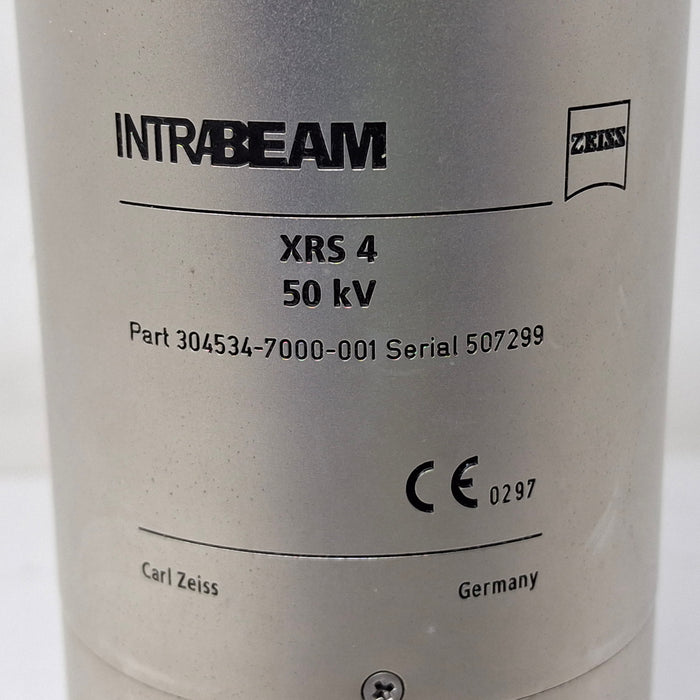 INTRABEAM
ZEISS
XRS 4
50 kV
Part 304534-7000-001 Serial 507299
CE 0297
Carl Zeiss Germany